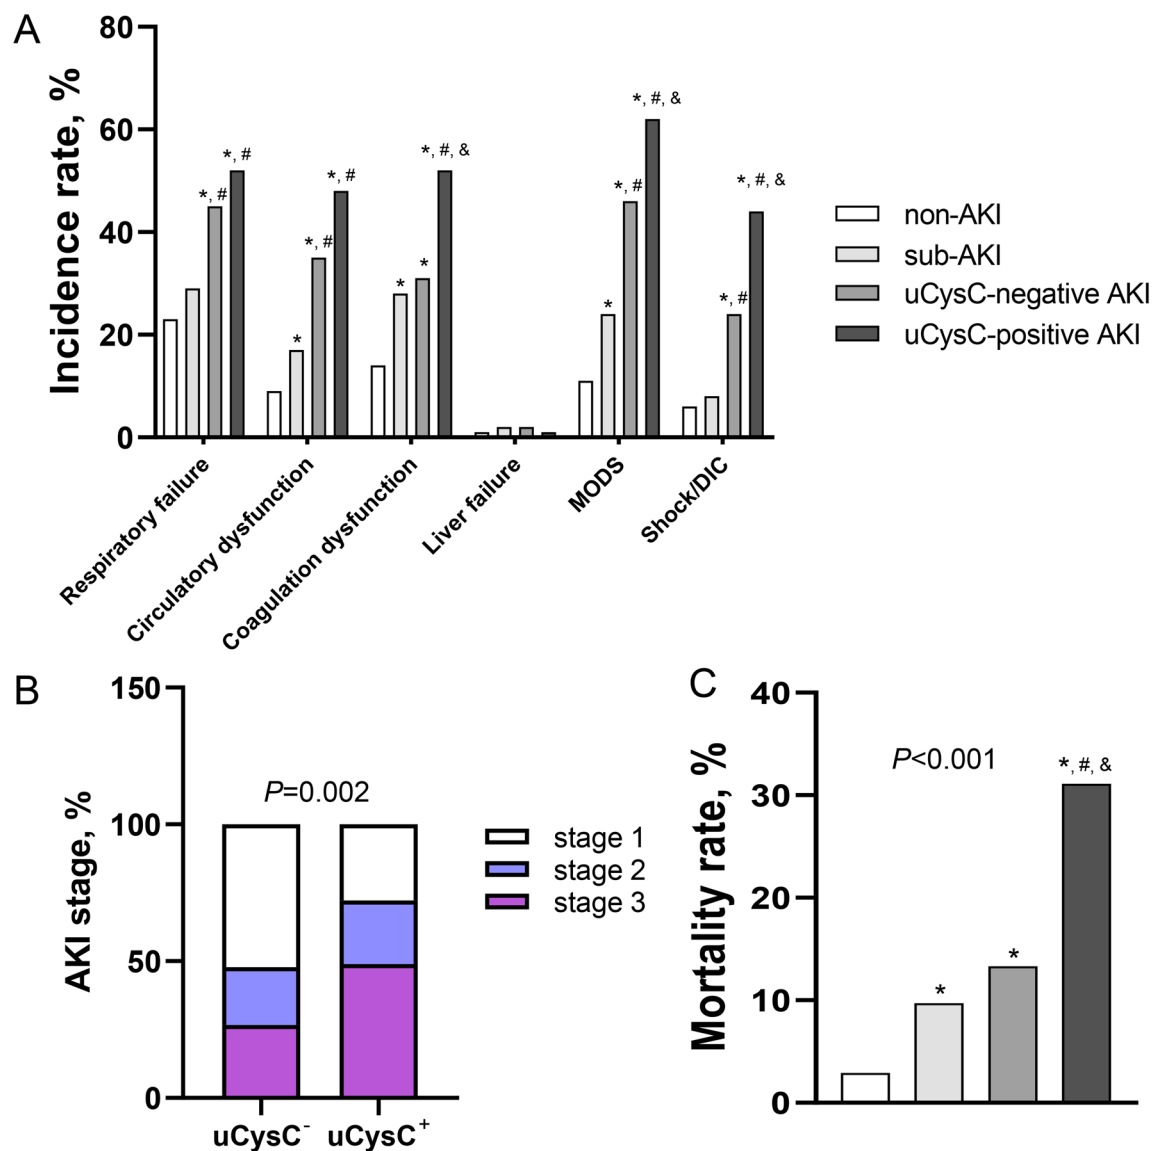 A
Incidence rate, %
80
60
40
20
0
*, #
*, #
*
*, #
*, #
*
*
*, #, &
*
*, #
*, #, &
*, #
*, #, &
Respiratory failure
Circulatory dysfunction
Coagulation dysfunction
Liver failure
MODS
Shock/DIC
non-AKI
sub-AKI
uCysC-negative AKI
uCysC-positive AKI
B
AKI stage, %
150
100
50
0
P=0.002
uCysC⁻
uCysC⁺
stage 1
stage 2
stage 3
C
Mortality rate, %
40
30
20
10
0
P<0.001
*
*
*, #, &